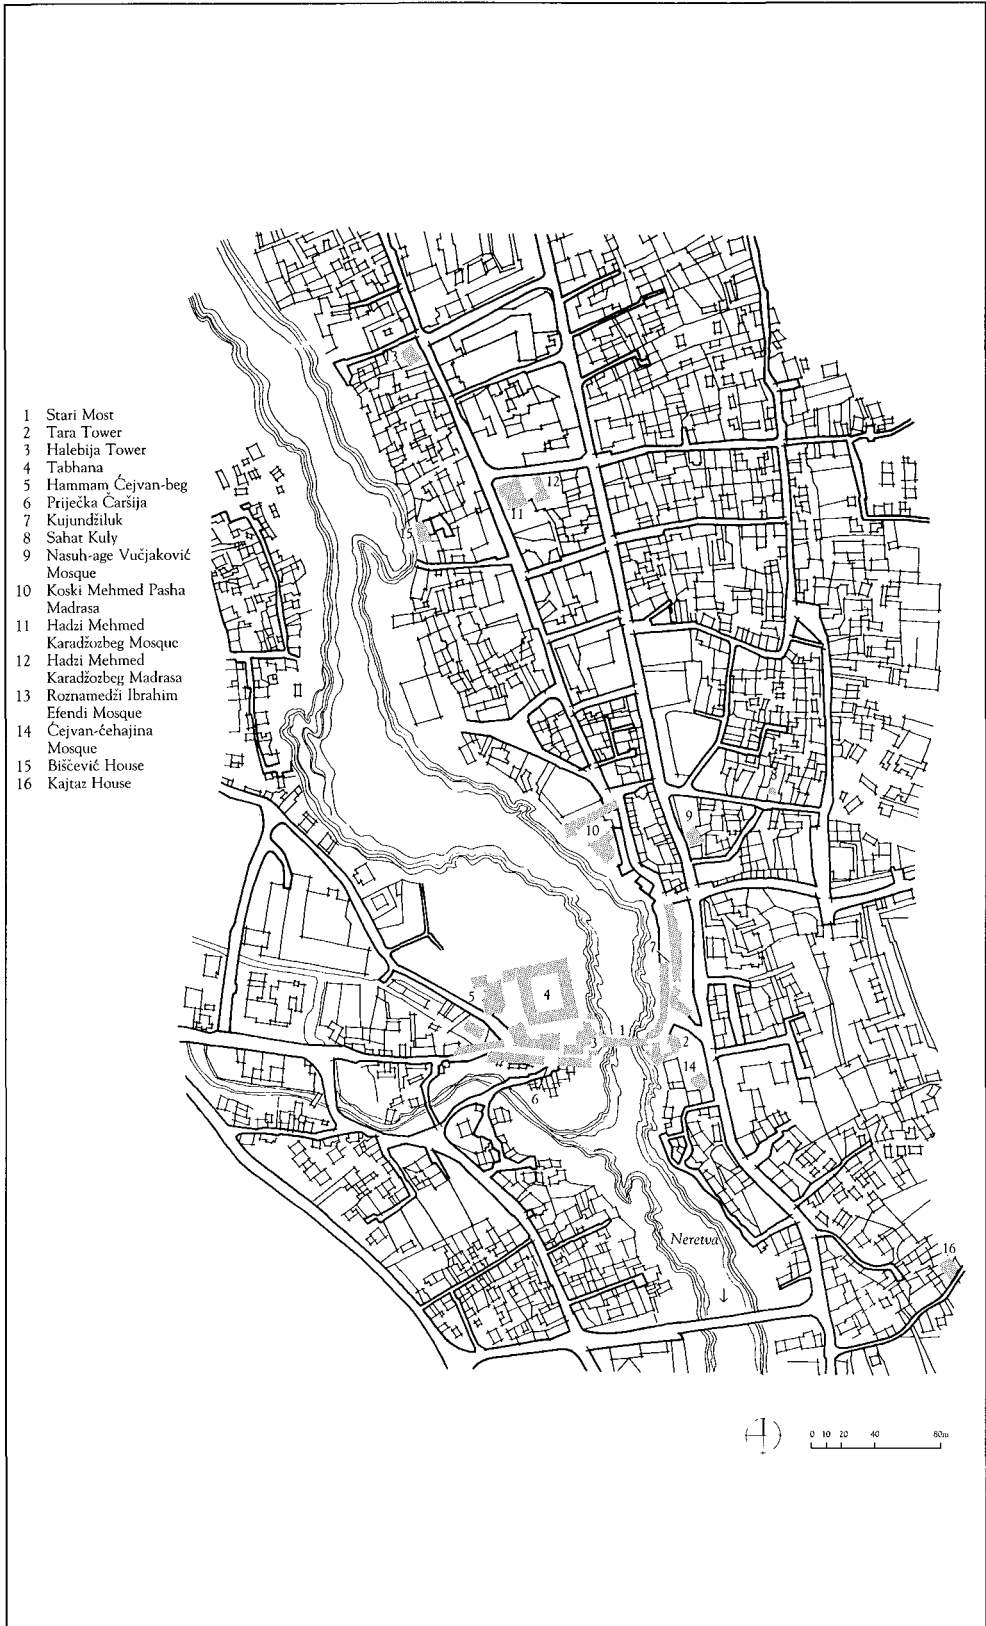 1 Stari Most
2 Tara Tower
3 Halebija Tower
4 Tabhana
5 Hammam Ćejvan-beg
6 Priječka Čaršija
7 Kujundžiluk
8 Sahat Kuly
9 Nasuh-age Vučjaković
Mosque
10 Koski Mehmed Pasha
Madrasa
11 Hadzi Mehmed
Karadžozbeg Mosque
12 Hadzi Mehmed
Karadžozbeg Madrasa
13 Roznamedži Ibrahim
Efendi Mosque
14 Ćejvan-ćehajina
Mosque
15 Biščević House
16 Kajtaz House
13
12
11
15
8
9
10
7
5
4
3
1
2
14
6
Neretva
16
0 10 20 40 80m